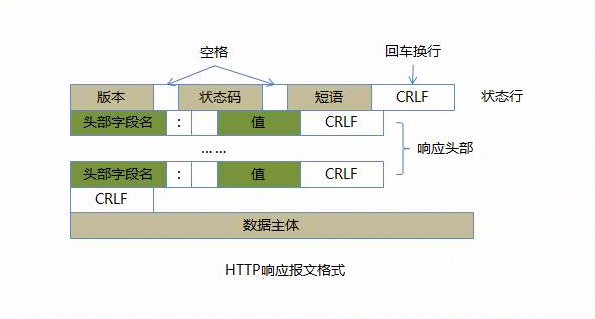 空格 回车换行
版本 状态码 短语 CRLF 状态行
头部字段名 : 值 CRLF
…… 响应头部
头部字段名 : 值 CRLF
CRLF
数据主体
HTTP响应报文格式